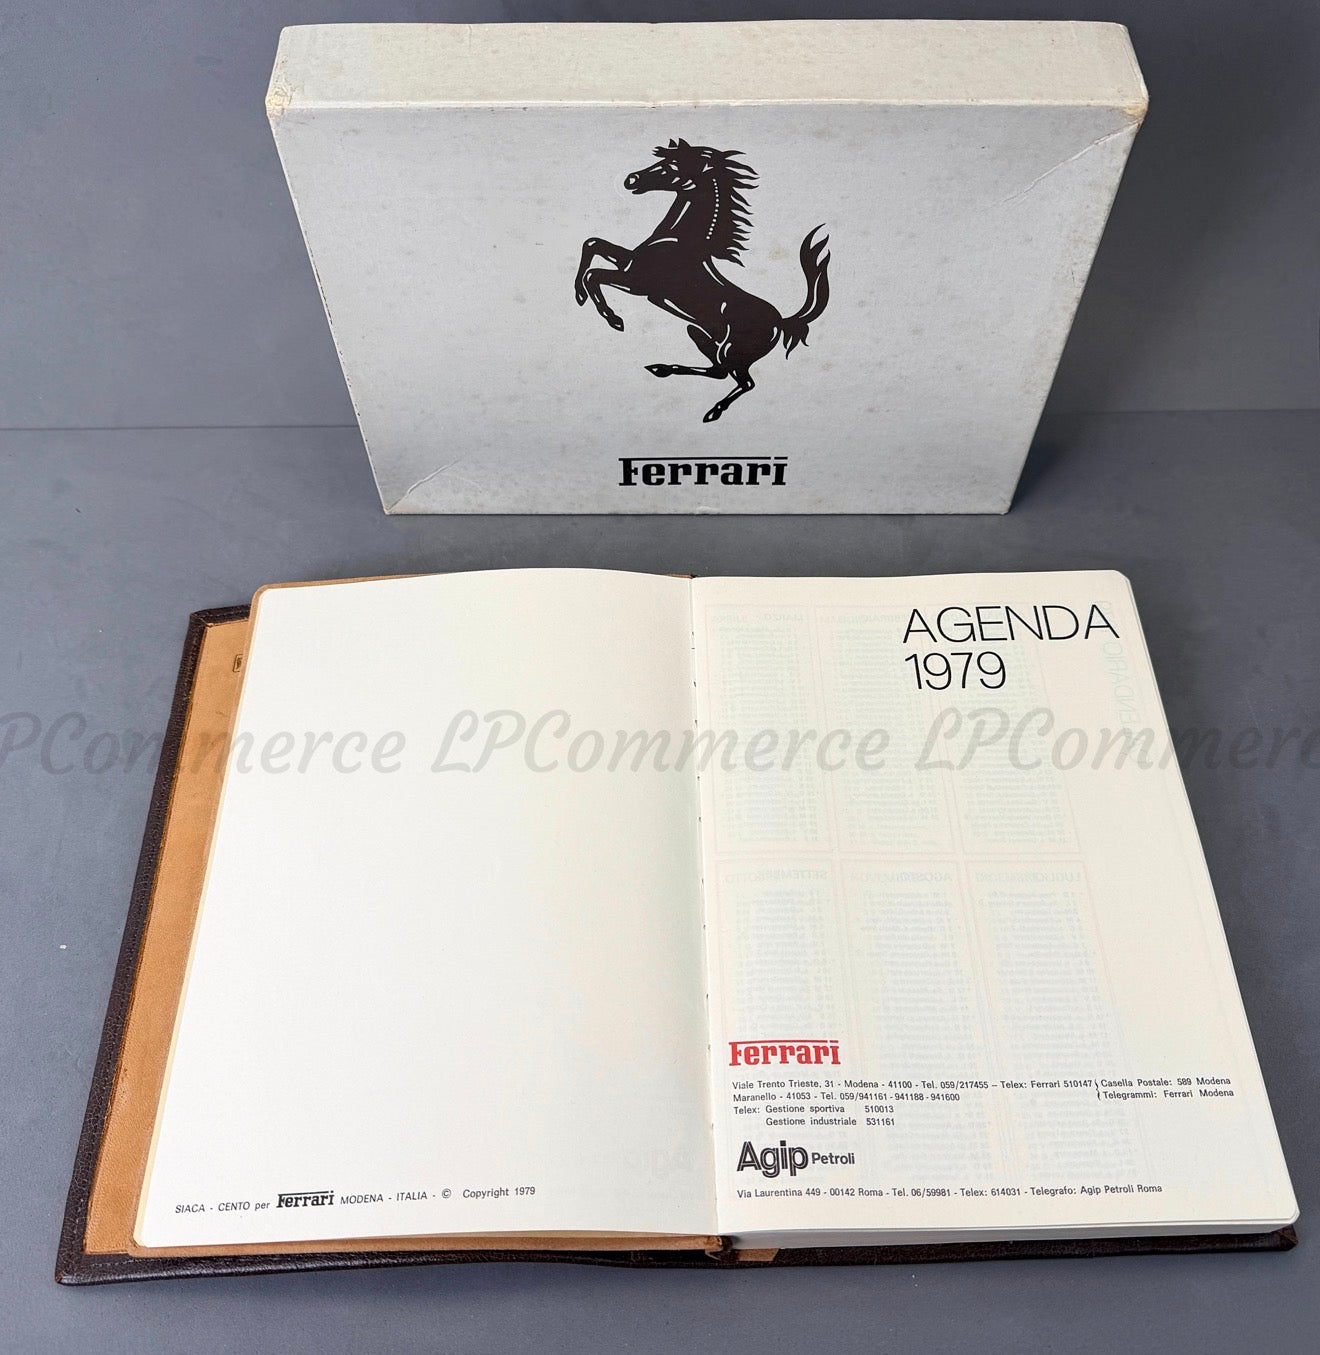 Ferrari
AGENDA
1979
PCommerce LPCommerce LPCommerc
Ferrari
Viale Trento Trieste, 31 - Modena - 41100 - Tel. 059/217455 - Telex: Ferrari 510147 Casella Postale: 589 Modena
Maranello - 41053 - Tel. 059/941161 - 941188 - 941600 Telegrammi: Ferrari Modena
Telex: Gestione sportiva 510013
Gestione industriale 531161
Agip Petroli
Via Laurentina 449 - 00142 Roma - Tel. 06/59981 - Telex: 614031 - Telegrafo: Agip Petroli Roma
SIACA - CENTO per Ferrari MODENA - ITALIA - © Copyright 1979